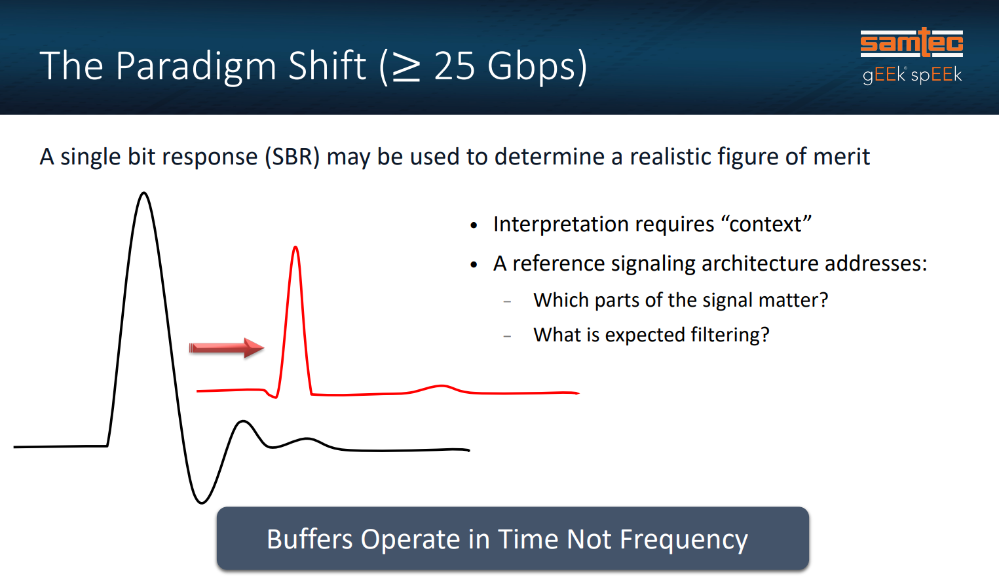 The Paradigm Shift (≥ 25 Gbps)
samtec
gEEk® spEEk
A single bit response (SBR) may be used to determine a realistic figure of merit
• Interpretation requires “context”
• A reference signaling architecture addresses:
– Which parts of the signal matter?
– What is expected filtering?
Buffers Operate in Time Not Frequency